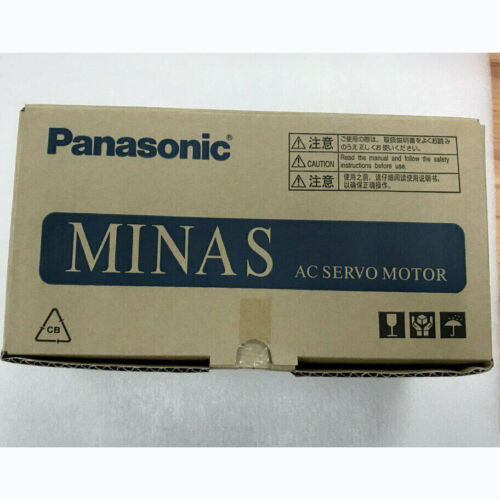 Panasonic®
⚠注意 ご使用の際は、取扱説明書をよくお読み
のうえ正しくお使いください。
⚠CAUTION Read the manual and follow the safety
instructions before use.
⚠注意 使用之前，请仔细阅读使用说明书，
以确保正确操作。
MINAS AC SERVO MOTOR
CB